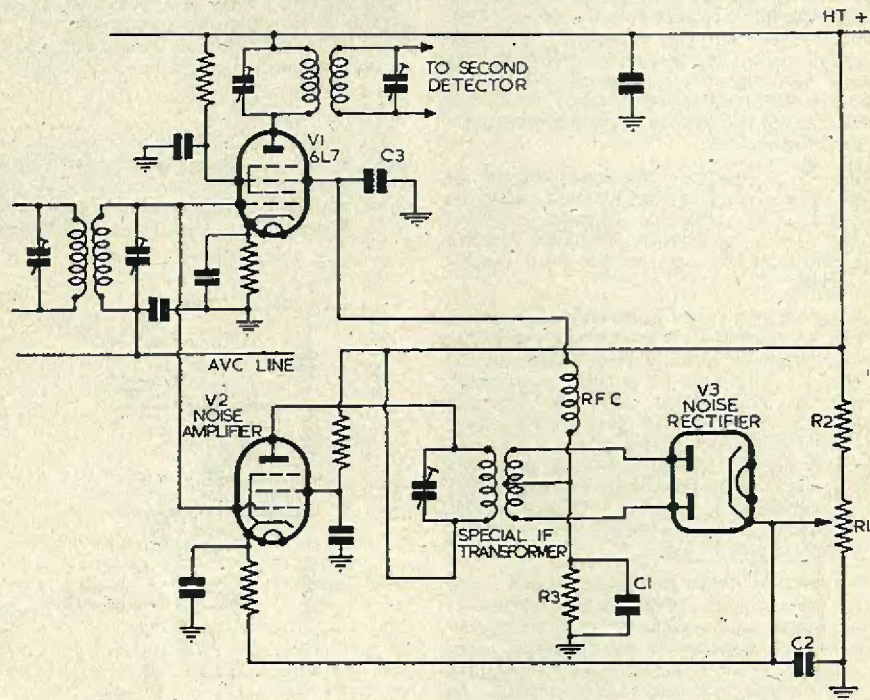 HT +
TO SECOND
DETECTOR
V1
6L7
C3
AVC LINE
V2
NOISE
AMPLIFIER
RFC
V3
NOISE
RECTIFIER
R2
R1
SPECIAL IF
TRANSFORMER
R3
C1
C2